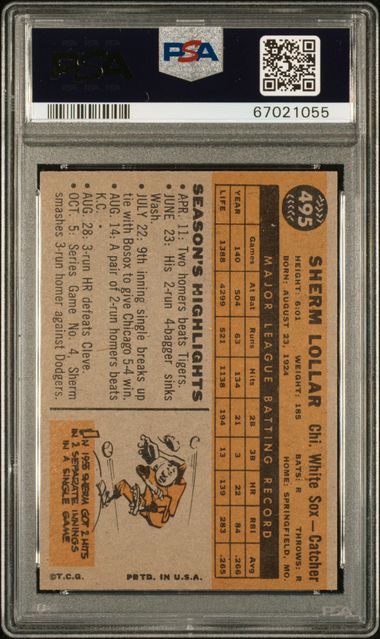 PSA
PSA
67021055
495
SHERM LOLLAR Chi. White Sox—Catcher
HEIGHT: 6:01 WEIGHT: 185 BATS: R THROWS: R
BORN: AUGUST 23, 1924 HOME: SPRINGFIELD, MO.
MAJOR LEAGUE BATTING RECORD
Games At Bat Runs Hits 2B 3B HR RBI Avg
YEAR 140 504 63 134 21 3 22 84 .266
LIFE 1388 4299 521 1138 194 13 139 283 .265
SEASON'S HIGHLIGHTS
• APR. 11: Two homers beats Tigers.
• JUNE 23: His 2-run 4-bagger sinks
Wash.
• JULY 22: 9th inning single breaks up
tie with Bosox to give Chicago 5-4 win.
• AUG. 14: A pair of 2-run homers beats
K.C.
• AUG. 28: 3-run HR defeats Cleve.
• OCT. 5: Series Game No. 4, Sherm
smashes 3-run homer against Dodgers.
IN 1955 SHERM GOT 2 HITS
IN 2 SEPARATE INNINGS
IN A SINGLE GAME
©T.C.G. PRTD. IN U.S.A.